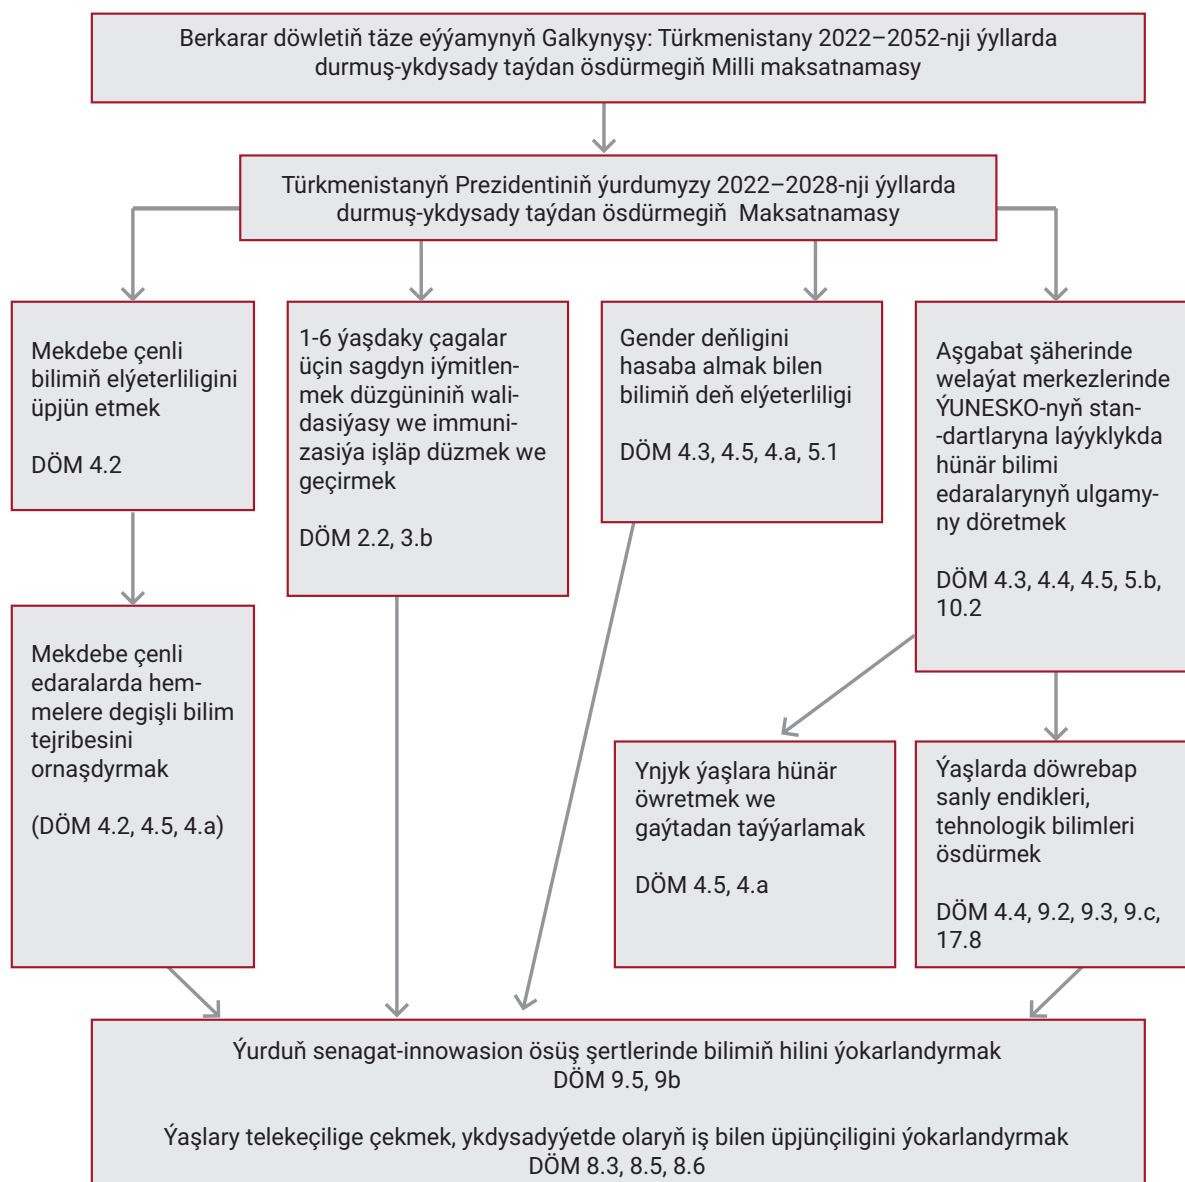 Berkarar döwletiň täze eýýamynyň Galkynyşy: Türkmenistany 2022–2052-nji ýyllarda
durmuş-ykdysady taýdan ösdürmegiň Milli maksatnamasy
Türkmenistanyň Prezidentiniň ýurdumyzy 2022–2028-nji ýyllarda
durmuş-ykdysady taýdan ösdürmegiň Maksatnamasy
Mekdebe çenli
bilimiň elýeterliligini
üpjün etmek
DÖM 4.2
1-6 ýaşdaky çagalar
üçin sagdyn iýmitlen-
mek düzgüniniň wali-
dasiýasy we immuni-
zasiýa işläp düzmek we
geçirmek
DÖM 2.2, 3.b
Gender deňligini
hasaba almak bilen
bilimiň deň elýeterliligi
DÖM 4.3, 4.5, 4.a, 5.1
Aşgabat şäherinde
welaýat merkezlerinde
ÝUNESKO-nyň stan-
-dartlaryna laýyklykda
hünär bilimi
edaralarynyň ulgamy-
ny döretmek
DÖM 4.3, 4.4, 4.5, 5.b,
10.2
Mekdebe çenli
edaralarda hem-
melere degişli bilim
tejribesini
ornaşdyrmak
(DÖM 4.2, 4.5, 4.a)
Ynjyk ýaşlara hünär
öwretmek we
gaýtadan taýýarlamak
DÖM 4.5, 4.a
Ýaşlarda döwrebap
sanly endikleri,
tehnologik bilimleri
ösdürmek
DÖM 4.4, 9.2, 9.3, 9.c,
17.8
Ýurduň senagat-innowasion ösüş şertlerinde bilimiň hilini ýokarlandyrmak
DÖM 9.5, 9b
Ýaşlary telekeçilige çekmek, ykdysadyýetde olaryň iş bilen üpjünçiligini ýokarlandyrmak
DÖM 8.3, 8.5, 8.6